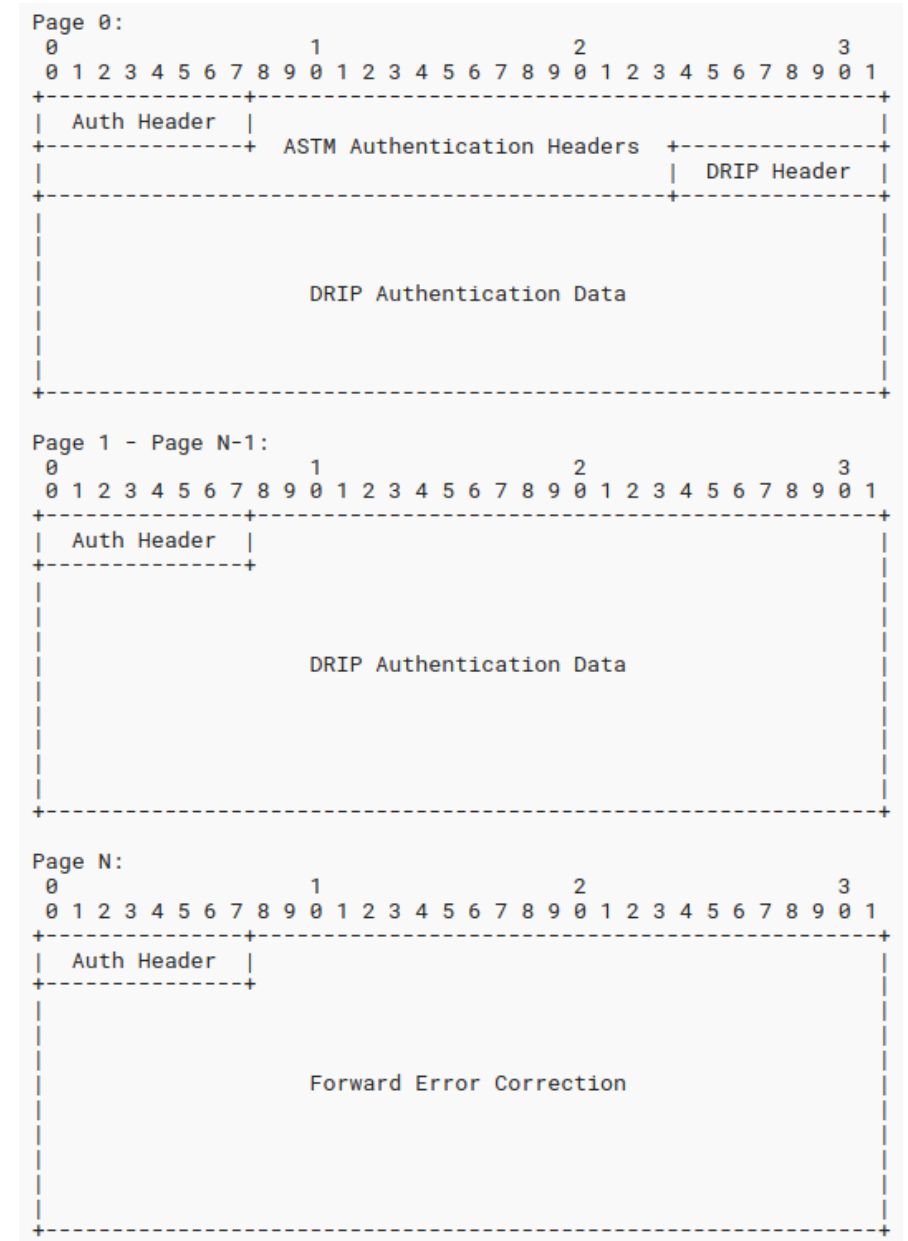 Page 0:
 0                   1                   2                   3
 0 1 2 3 4 5 6 7 8 9 0 1 2 3 4 5 6 7 8 9 0 1 2 3 4 5 6 7 8 9 0 1
+---------------+-----------------------------------------------+
|  Auth Header  |                                               |
+---------------+  ASTM Authentication Headers  +---------------+
|                                               |  DRIP Header  |
+-----------------------------------------------+---------------+
|                                                               |
|                                                               |
|                                                               |
|                    DRIP Authentication Data                   |
|                                                               |
|                                                               |
|                                                               |
+---------------------------------------------------------------+

Page 1 - Page N-1:
 0                   1                   2                   3
 0 1 2 3 4 5 6 7 8 9 0 1 2 3 4 5 6 7 8 9 0 1 2 3 4 5 6 7 8 9 0 1
+---------------+-----------------------------------------------+
|  Auth Header  |                                               |
+---------------+                                               |
|                                                               |
|                                                               |
|                                                               |
|                    DRIP Authentication Data                   |
|                                                               |
|                                                               |
|                                                               |
|                                                               |
|                                                               |
+---------------------------------------------------------------+

Page N:
 0                   1                   2                   3
 0 1 2 3 4 5 6 7 8 9 0 1 2 3 4 5 6 7 8 9 0 1 2 3 4 5 6 7 8 9 0 1
+---------------+-----------------------------------------------+
|  Auth Header  |                                               |
+---------------+                                               |
|                                                               |
|                                                               |
|                                                               |
|                    Forward Error Correction                   |
|                                                               |
|                                                               |
|                                                               |
|                                                               |
|                                                               |
+---------------------------------------------------------------+